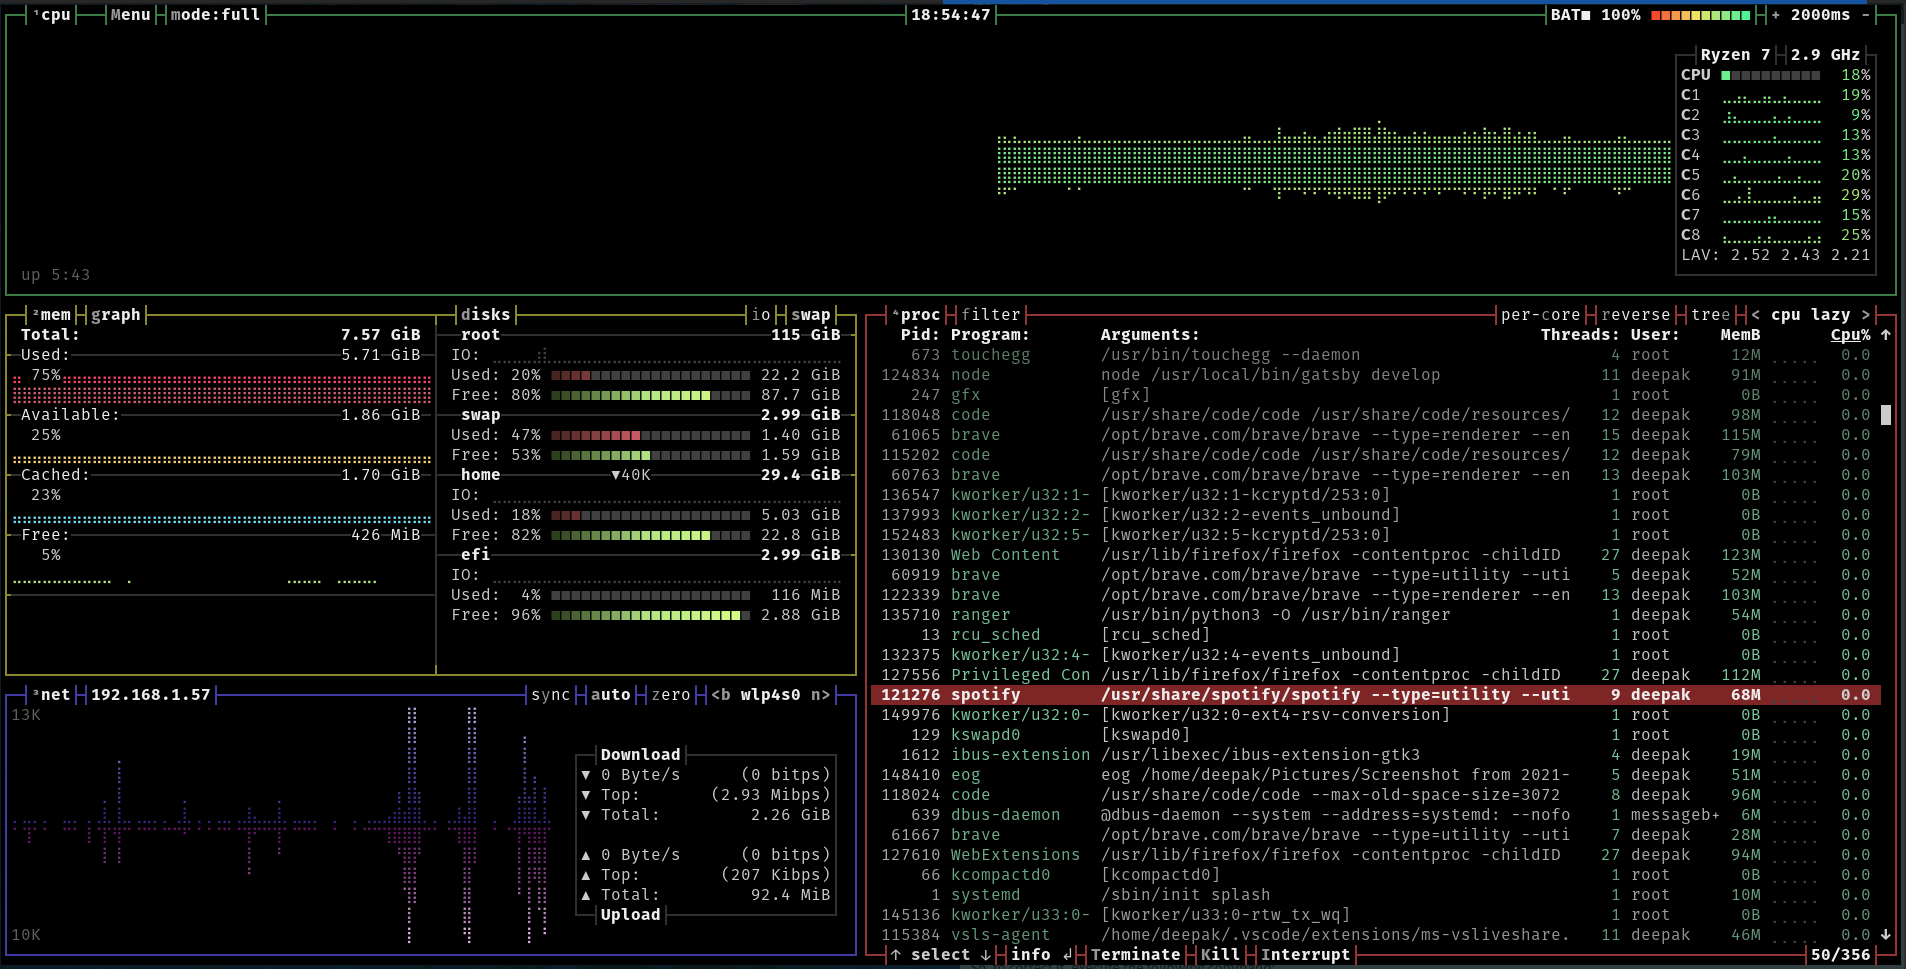 ¹cpu Menu mode:full 18:54:47 BAT■ 100% + 2000ms -
Ryzen 7 2.9 GHz
CPU 18%
C1 19%
C2 9%
C3 13%
C4 13%
C5 20%
C6 29%
C7 15%
C8 25%
LAV: 2.52 2.43 2.21
up 5:43
²mem graph
Total: 7.57 GiB
Used: 5.71 GiB
75%
Available: 1.86 GiB
25%
Cached: 1.70 GiB
23%
Free: 426 MiB
5%
disks io swap
root 115 GiB
IO:
Used: 20% 22.2 GiB
Free: 80% 87.7 GiB
swap 2.99 GiB
Used: 47% 1.40 GiB
Free: 53% 1.59 GiB
home ▼40K 29.4 GiB
IO:
Used: 18% 5.03 GiB
Free: 82% 22.8 GiB
efi 2.99 GiB
IO:
Used: 4% 116 MiB
Free: 96% 2.88 GiB
³net 192.168.1.57 sync auto zero <b wlp4s0 n>
13K
10K
Download
▼ 0 Byte/s (0 bitps)
▼ Top: (2.93 Mibps)
▼ Total: 2.26 GiB
▲ 0 Byte/s (0 bitps)
▲ Top: (207 Kibps)
▲ Total: 92.4 MiB
Upload
⁴proc filter per-core reverse tree < cpu lazy >
Pid: Program: Arguments: Threads: User: MemB Cpu% ↑
673 touchegg /usr/bin/touchegg --daemon 4 root 12M 0.0
124834 node node /usr/local/bin/gatsby develop 11 deepak 91M 0.0
247 gfx [gfx] 1 root 0B 0.0
118048 code /usr/share/code/code /usr/share/code/resources/ 12 deepak 98M 0.0
61065 brave /opt/brave.com/brave/brave --type=renderer --en 15 deepak 115M 0.0
115202 code /usr/share/code/code /usr/share/code/resources/ 12 deepak 79M 0.0
60763 brave /opt/brave.com/brave/brave --type=renderer --en 13 deepak 103M 0.0
136547 kworker/u32:1- [kworker/u32:1-kcryptd/253:0] 1 root 0B 0.0
137993 kworker/u32:2- [kworker/u32:2-events_unbound] 1 root 0B 0.0
152483 kworker/u32:5- [kworker/u32:5-kcryptd/253:0] 1 root 0B 0.0
130130 Web Content /usr/lib/firefox/firefox -contentproc -childID 27 deepak 123M 0.0
60919 brave /opt/brave.com/brave/brave --type=utility --uti 5 deepak 52M 0.0
122339 brave /opt/brave.com/brave/brave --type=renderer --en 13 deepak 103M 0.0
135710 ranger /usr/bin/python3 -O /usr/bin/ranger 1 deepak 54M 0.0
13 rcu_sched [rcu_sched] 1 root 0B 0.0
132375 kworker/u32:4- [kworker/u32:4-events_unbound] 1 root 0B 0.0
127556 Privileged Con /usr/lib/firefox/firefox -contentproc -childID 27 deepak 112M 0.0
121276 spotify /usr/share/spotify/spotify --type=utility --uti 9 deepak 68M 0.0
149976 kworker/u32:0- [kworker/u32:0-ext4-rsv-conversion] 1 root 0B 0.0
129 kswapd0 [kswapd0] 1 root 0B 0.0
1612 ibus-extension /usr/libexec/ibus-extension-gtk3 4 deepak 19M 0.0
148410 eog eog /home/deepak/Pictures/Screenshot from 2021- 5 deepak 51M 0.0
118024 code /usr/share/code/code --max-old-space-size=3072 8 deepak 96M 0.0
639 dbus-daemon @dbus-daemon --system --address=systemd: --nofo 1 messageb+ 6M 0.0
61667 brave /opt/brave.com/brave/brave --type=utility --uti 7 deepak 28M 0.0
127610 WebExtensions /usr/lib/firefox/firefox -contentproc -childID 27 deepak 94M 0.0
66 kcompactd0 [kcompactd0] 1 root 0B 0.0
1 systemd /sbin/init splash 1 root 10M 0.0
145136 kworker/u33:0- [kworker/u33:0-rtw_tx_wq] 1 root 0B 0.0
115384 vsls-agent /home/deepak/.vscode/extensions/ms-vsliveshare. 11 deepak 46M 0.0 ↓
↑ select ↓ info ↲ Terminate Kill Interrupt 50/356